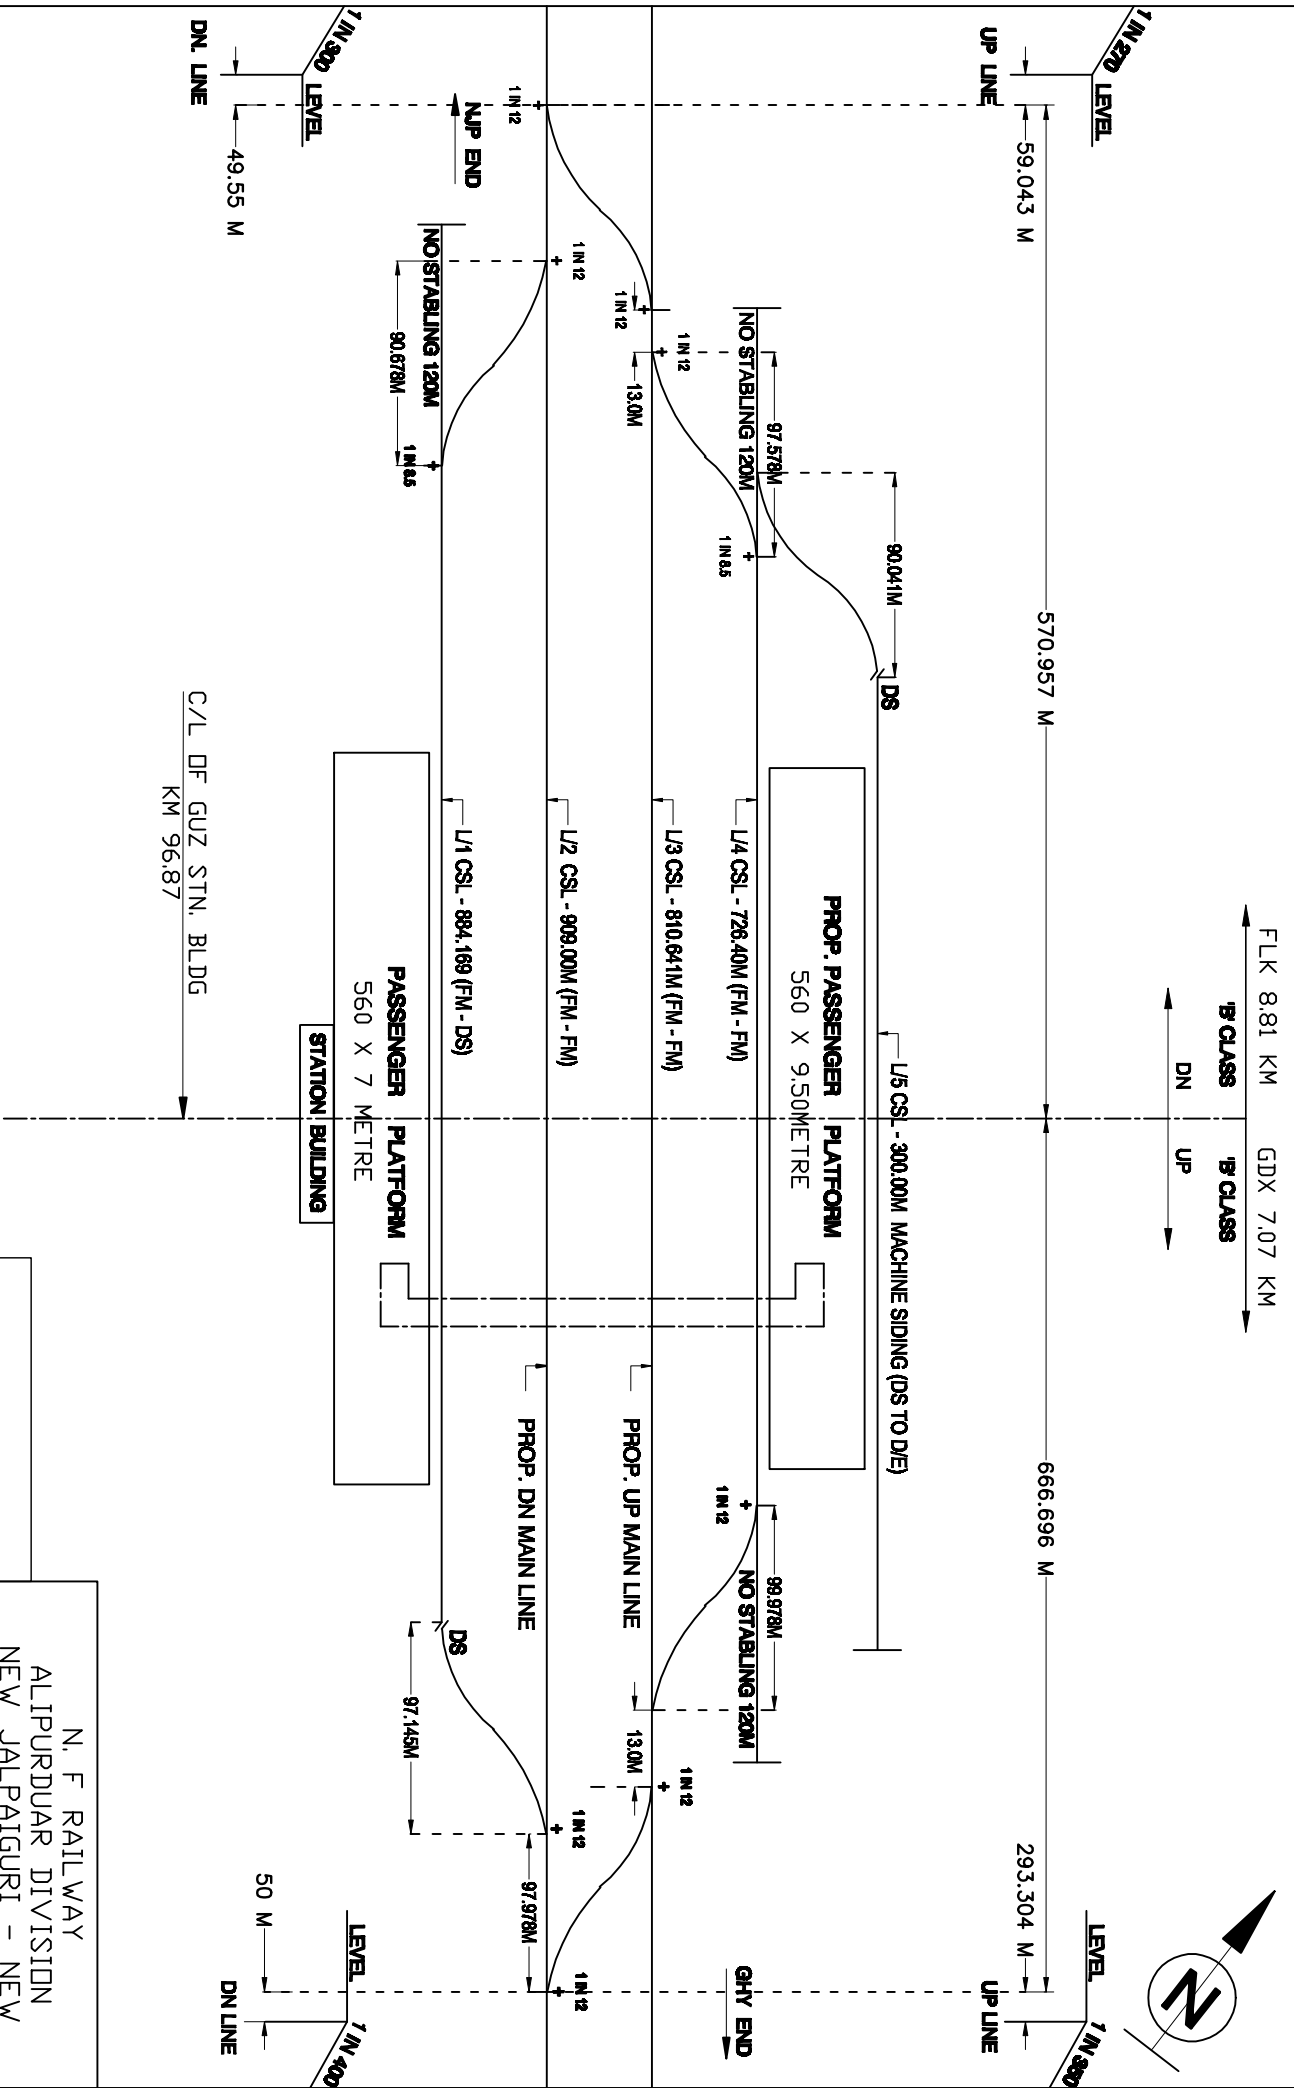 FLK 8.81 KM
GDX 7.07 KM
'B' CLASS
'B' CLASS
DN
UP
1 IN 270
LEVEL
UP LINE
59.043 M
570.957 M
666.696 M
293.304 M
LEVEL
1 IN 350
UP LINE
N
90.041M
DS
L/5 CSL - 300.00M MACHINE SIDING (DS TO D/E)
PROP. PASSENGER PLATFORM
560 X 9.50METRE
97.578M
NO STABLING 120M
1 IN 8.5
L/4 CSL - 726.40M (FM - FM)
1 IN 12
99.978M
NO STABLING 120M
1 IN 12
1 IN 12
13.0M
L/3 CSL - 810.641M (FM - FM)
PROP. UP MAIN LINE
13.0M
1 IN 12
GHY END
1 IN 12
1 IN 12
L/2 CSL - 909.00M (FM - FM)
PROP. DN MAIN LINE
1 IN 12
97.978M
1 IN 12
NJP END
NO STABLING 120M
90.678M
1 IN 8.5
L/1 CSL - 884.169 (FM - DS)
DS
97.145M
PASSENGER PLATFORM
560 X 7 METRE
STATION BUILDING
1 IN 300
LEVEL
DN. LINE
49.55 M
C/L OF GUZ STN. BLDG
KM 96.87
50 M
LEVEL
1 IN 400
DN LINE
N. F RAILWAY
ALIPURDUAR DIVISION
NEW JALPAIGURI - NEW